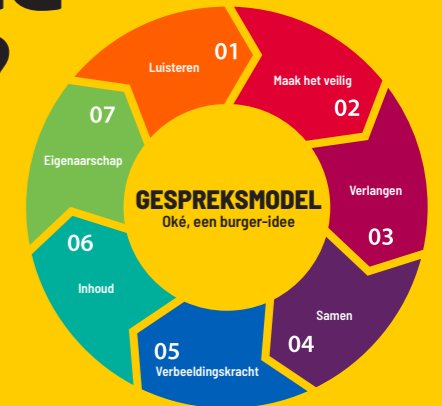 01
Luisteren
Maak het veilig
02
Verlangen
03
Samen
04
05
Verbeeldingskracht
06
Inhoud
07
Eigenaarschap
GESPREKSMODEL
Oké, een burger-idee